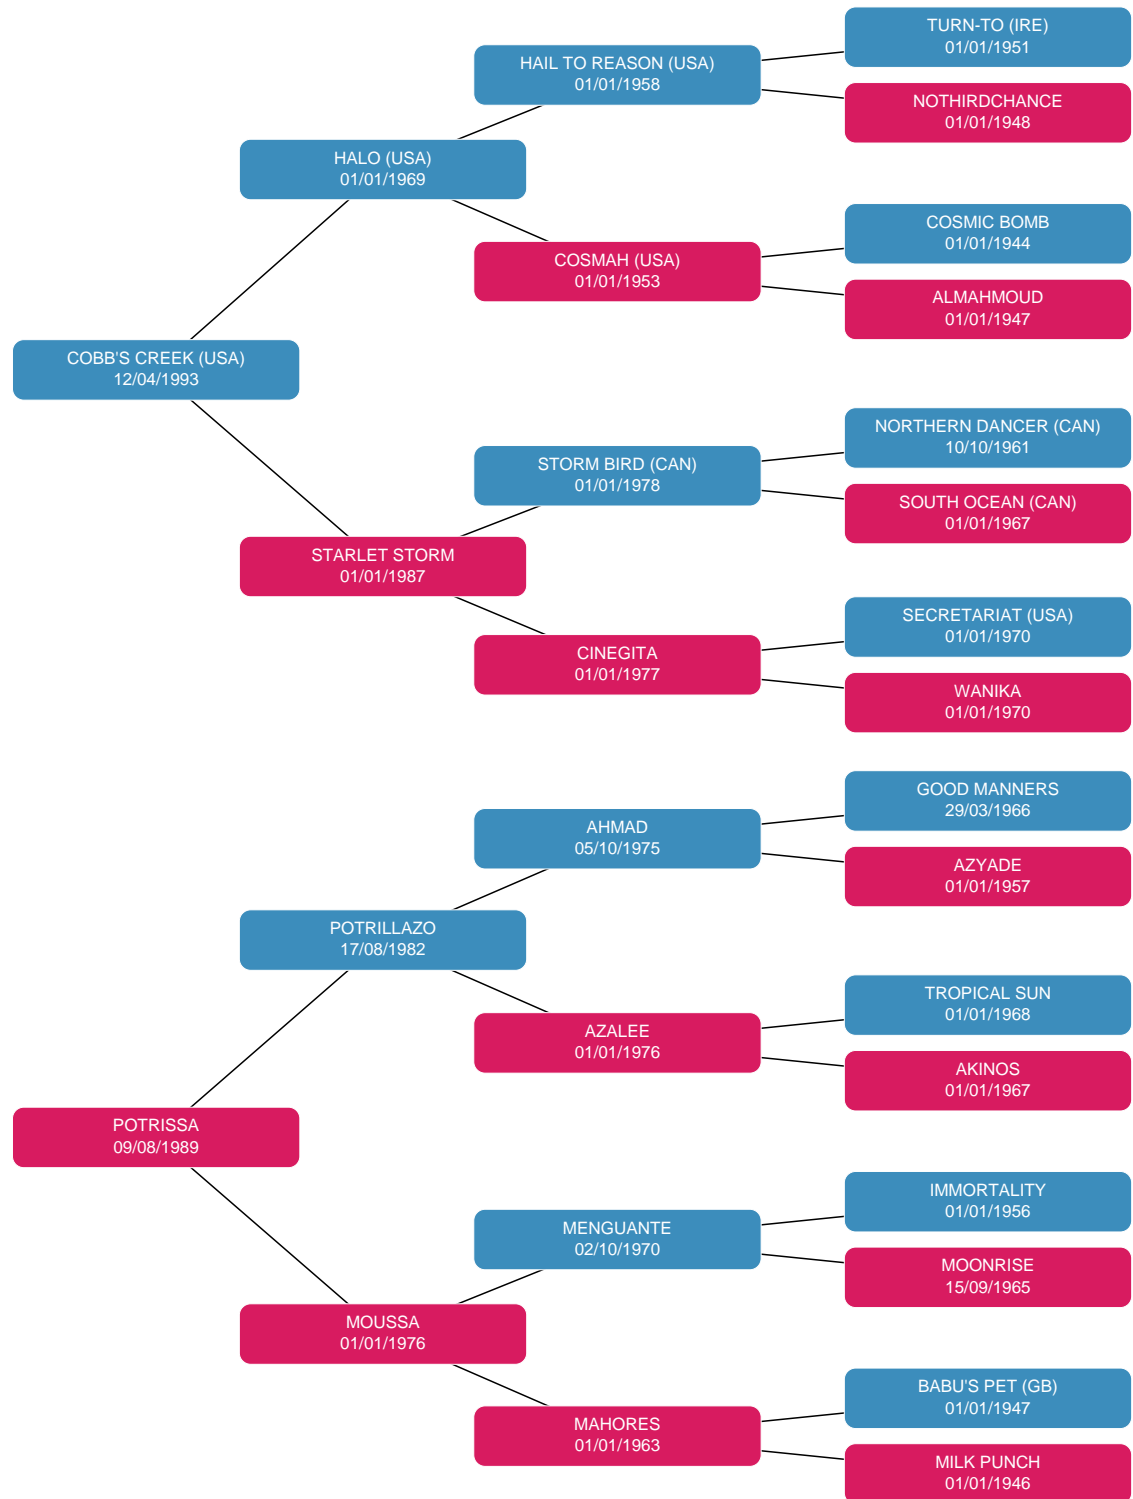 TURN-TO (IRE)
01/01/1951
HAIL TO REASON (USA)
01/01/1958
NOTHIRDCHANCE
01/01/1948
HALO (USA)
01/01/1969
COSMIC BOMB
01/01/1944
COSMAH (USA)
01/01/1953
ALMAHMOUD
01/01/1947
COBB'S CREEK (USA)
12/04/1993
NORTHERN DANCER (CAN)
10/10/1961
STORM BIRD (CAN)
01/01/1978
SOUTH OCEAN (CAN)
01/01/1967
STARLET STORM
01/01/1987
SECRETARIAT (USA)
01/01/1970
CINEGITA
01/01/1977
WANIKA
01/01/1970
GOOD MANNERS
29/03/1966
AHMAD
05/10/1975
AZYADE
01/01/1957
POTRILLAZO
17/08/1982
TROPICAL SUN
01/01/1968
AZALEE
01/01/1976
AKINOS
01/01/1967
POTRISSA
09/08/1989
IMMORTALITY
01/01/1956
MENGUANTE
02/10/1970
MOONRISE
15/09/1965
MOUSSA
01/01/1976
BABU'S PET (GB)
01/01/1947
MAHORES
01/01/1963
MILK PUNCH
01/01/1946